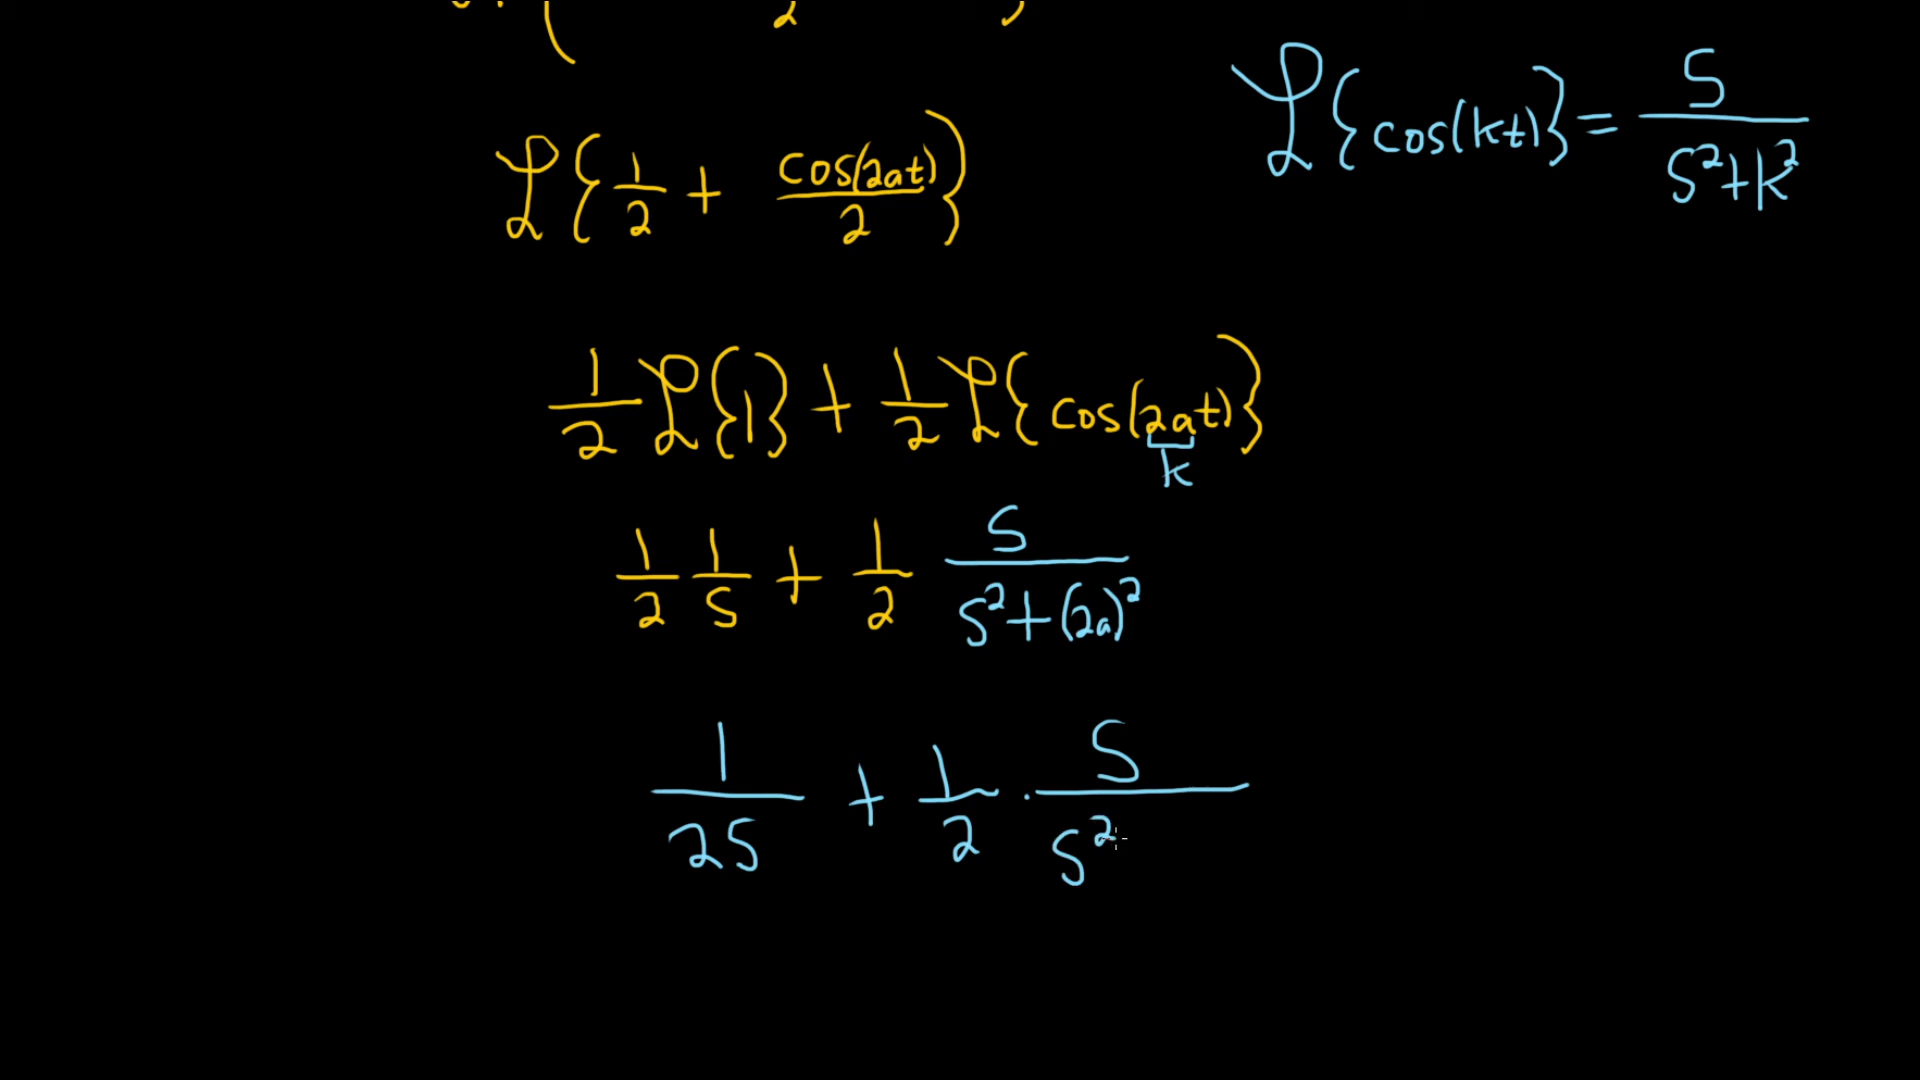 2
ℒ{cos(kt)} = s/(s²+k²)
ℒ{1/2 + cos(2at)/2}
1/2 ℒ{1} + 1/2 ℒ{cos(2at)}
k
1/2 1/s + 1/2 s/(s²+(2a)²)
1/2s + 1/2 · s/s²